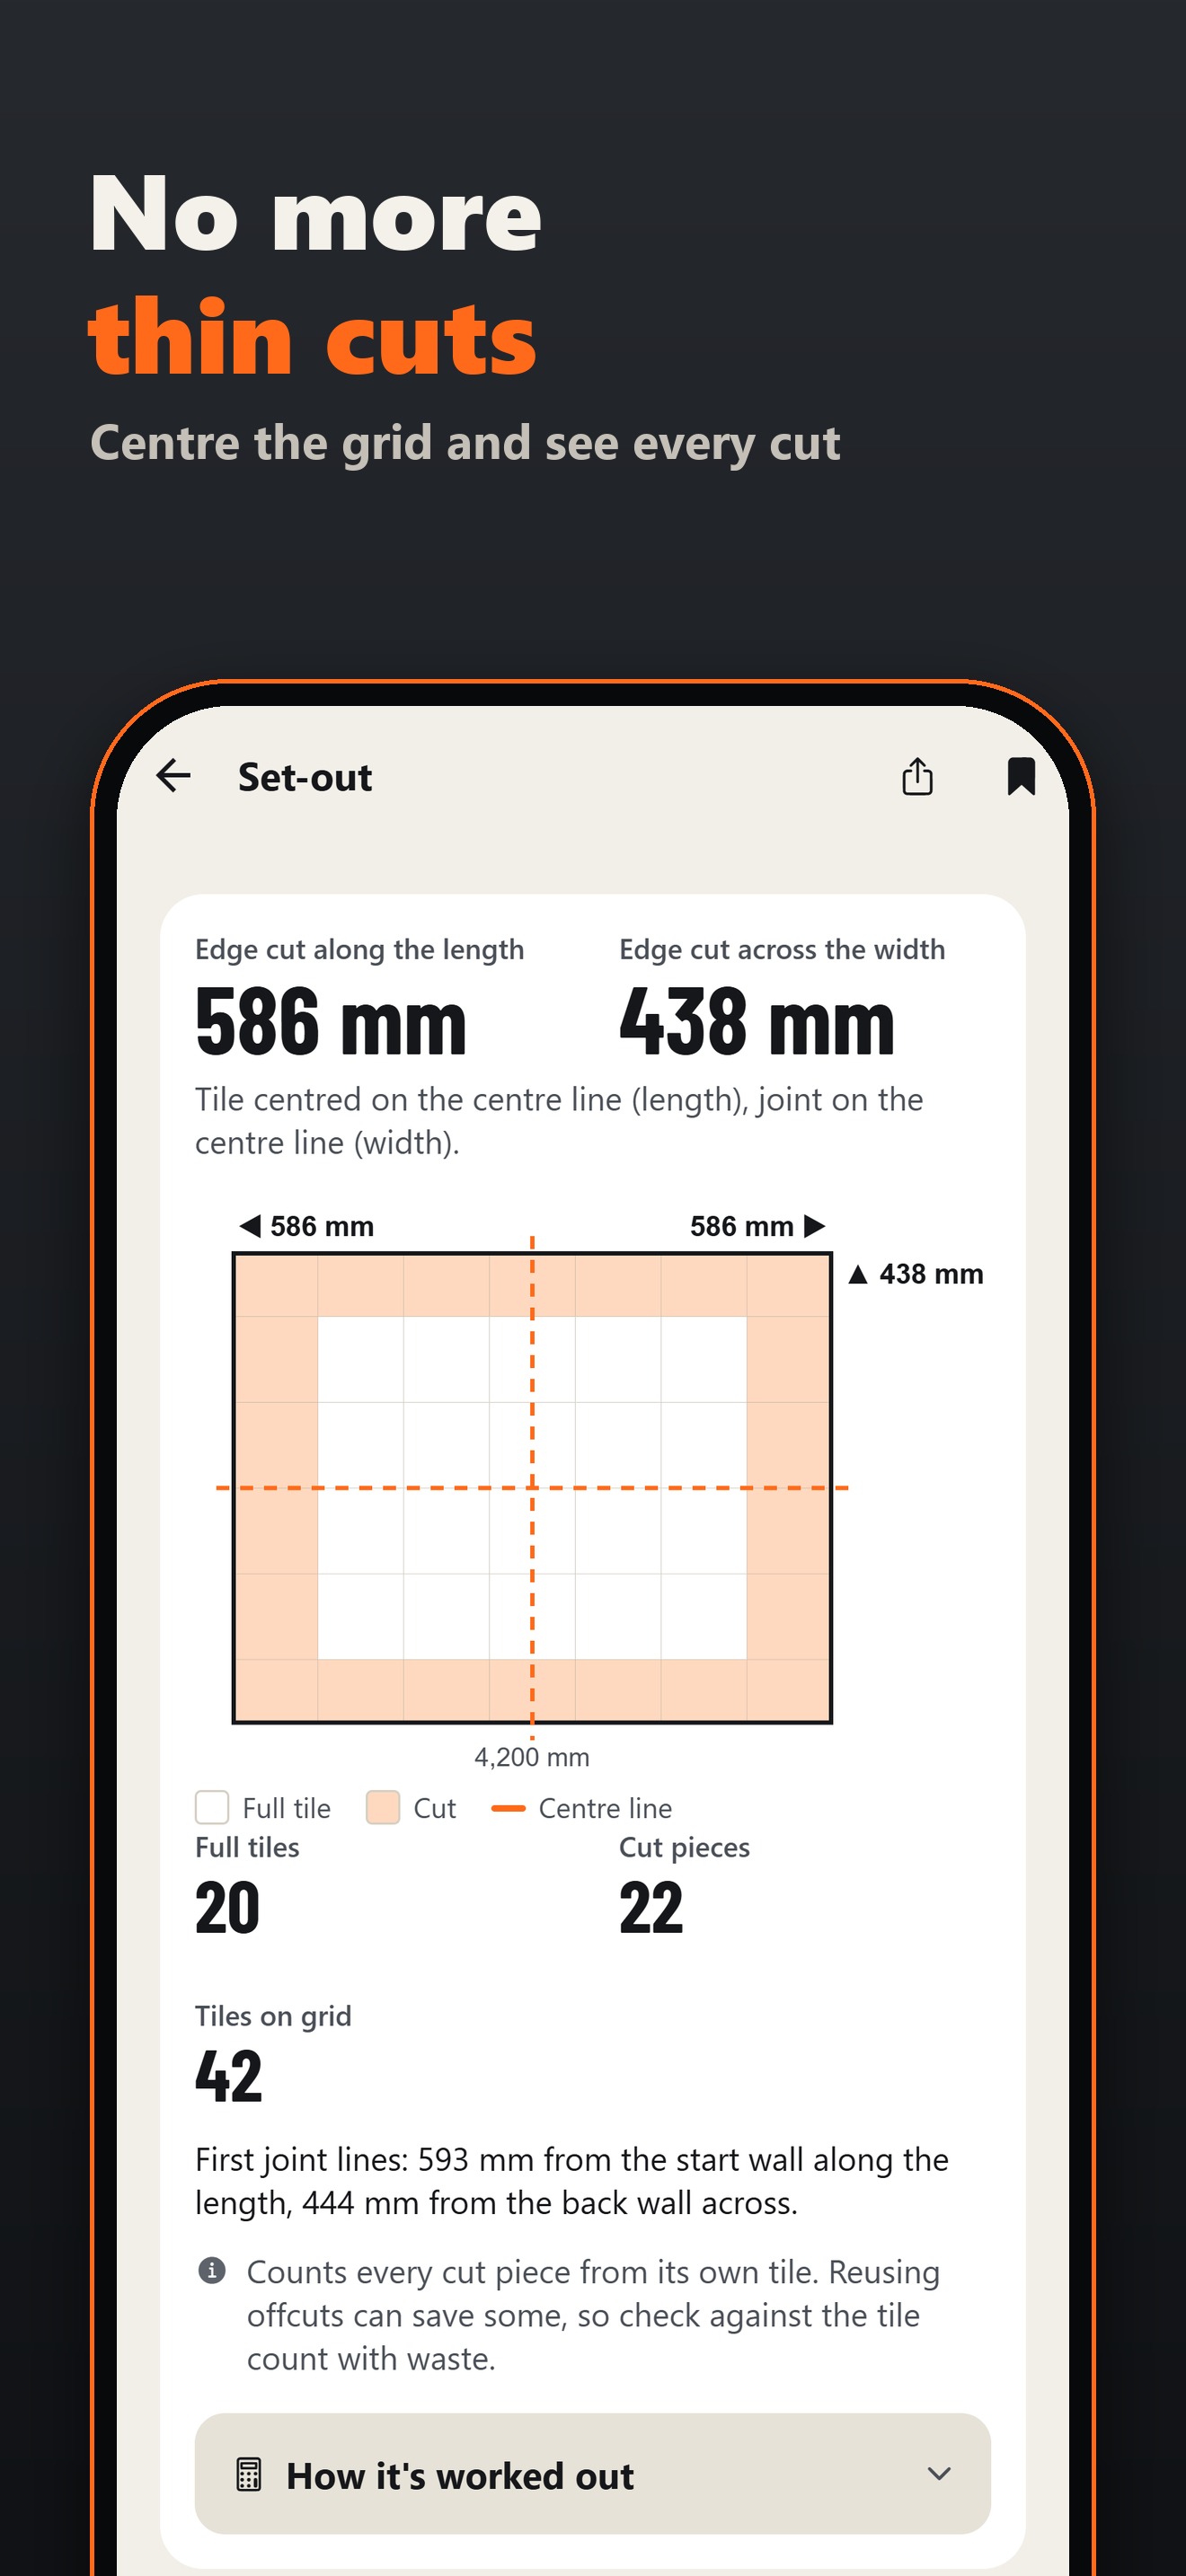 No more
thin cuts
Centre the grid and see every cut
Set-out
Edge cut along the length
Edge cut across the width
586 mm
438 mm
Tile centred on the centre line (length), joint on the
centre line (width).
◀ 586 mm
586 mm ▶
▲ 438 mm
4,200 mm
Full tile
Cut
Centre line
Full tiles
Cut pieces
20
22
Tiles on grid
42
First joint lines: 593 mm from the start wall along the
length, 444 mm from the back wall across.
Counts every cut piece from its own tile. Reusing
offcuts can save some, so check against the tile
count with waste.
How it's worked out